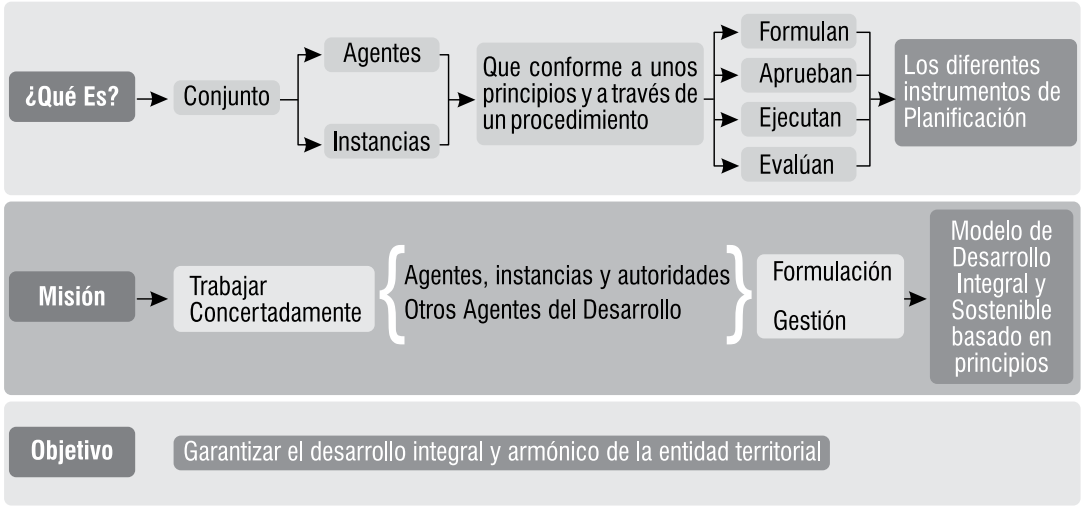 ¿Qué Es?
Conjunto
Agentes
Instancias
Que conforme a unos
principios y a través de
un procedimiento
Formulan
Aprueban
Ejecutan
Evalúan
Los diferentes
instrumentos de
Planificación
Misión
Trabajar
Concertadamente
Agentes, instancias y autoridades
Otros Agentes del Desarrollo
Formulación
Gestión
Modelo de
Desarrollo
Integral y
Sostenible
basado en
principios
Objetivo
Garantizar el desarrollo integral y armónico de la entidad territorial